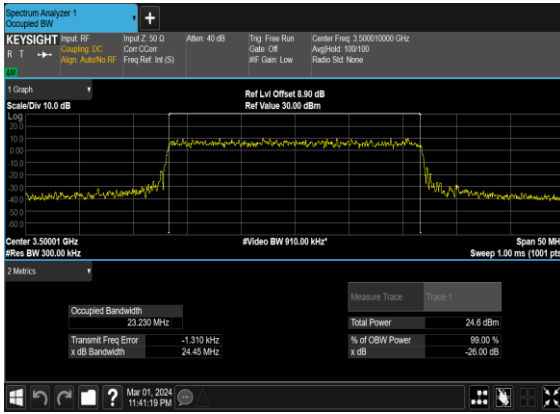 Spectrum Analyzer 1
Occupied BW
+
KEYSIGHT Input: RF Input Z: 50 Ω Atten: 40 dB Trig: Free Run Center Freq: 3.500010000 GHz
R T Coupling: DC Corr CCorr Gate: Off Avg|Hold: 100/100
Align: Auto/No RF Freq Ref: Int (S) #IF Gain: Low Radio Std: None
LXI
1 Graph
Ref Lvl Offset 8.90 dB
Scale/Div 10.0 dB Ref Value 30.00 dBm
Log
20.0
10.0
0.00
-10.0
-20.0
-30.0
-40.0
-50.0
-60.0
Center 3.50001 GHz #Video BW 910.00 kHz* Span 50 MH
#Res BW 300.00 kHz Sweep 1.00 ms (1001 pts
2 Metrics
Measure Trace Trace 1
Occupied Bandwidth
23.230 MHz Total Power 24.6 dBm
Transmit Freq Error -1.310 kHz % of OBW Power 99.00 %
x dB Bandwidth 24.45 MHz x dB -26.00 dB
?
Mar 01, 2024
11:41:19 PM